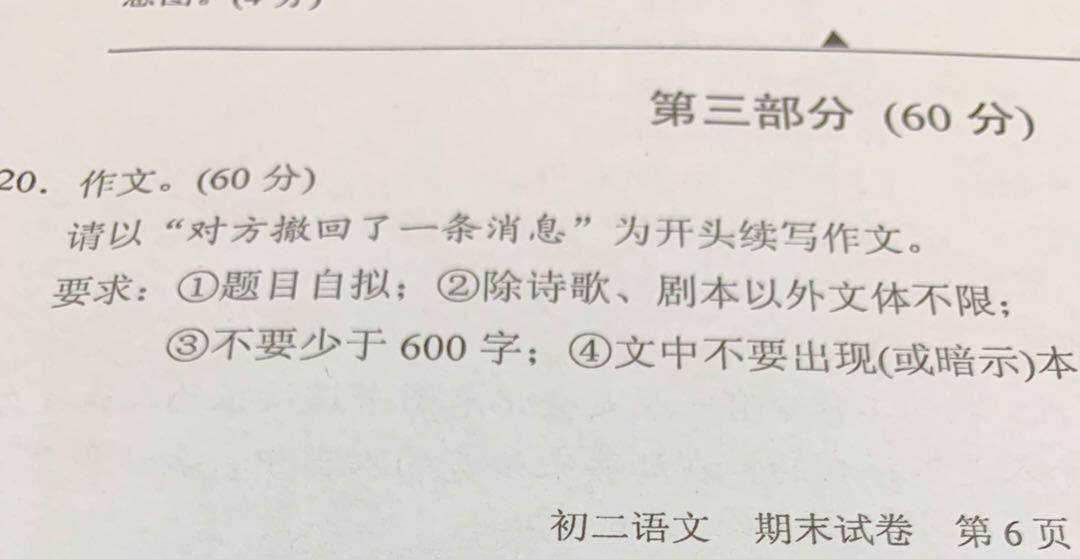 第三部分 (60 分)
20. 作文。(60 分)
请以“对方撤回了一条消息”为开头续写作文。
要求：①题目自拟；②除诗歌、剧本以外文体不限；
③不要少于 600 字；④文中不要出现(或暗示)本
初二语文 期末试卷 第 6 页